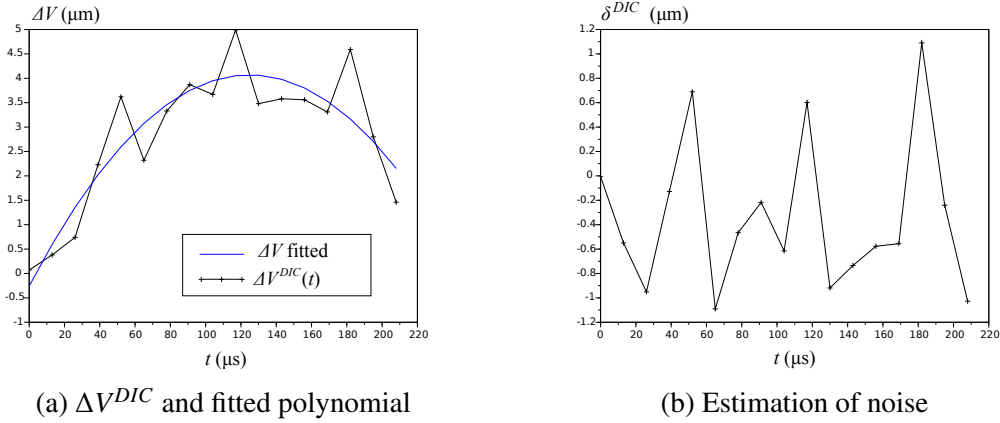 ΔV (μm)
5
4.5
4
3.5
3
2.5
2
1.5
1
0.5
0
-0.5
-1
0 20 40 60 80 100 120 140 160 180 200 220
t (μs)
ΔV fitted
ΔV^{DIC}(t)
(a) ΔV^{DIC} and fitted polynomial
δ^{DIC}
1.2
1
0.8
0.6
0.4
0.2
0
-0.2
-0.4
-0.6
-0.8
-1
-1.2
0 20 40 60 80 100 120 140 160 180 200 220
t (μs)
(b) Estimation of noise